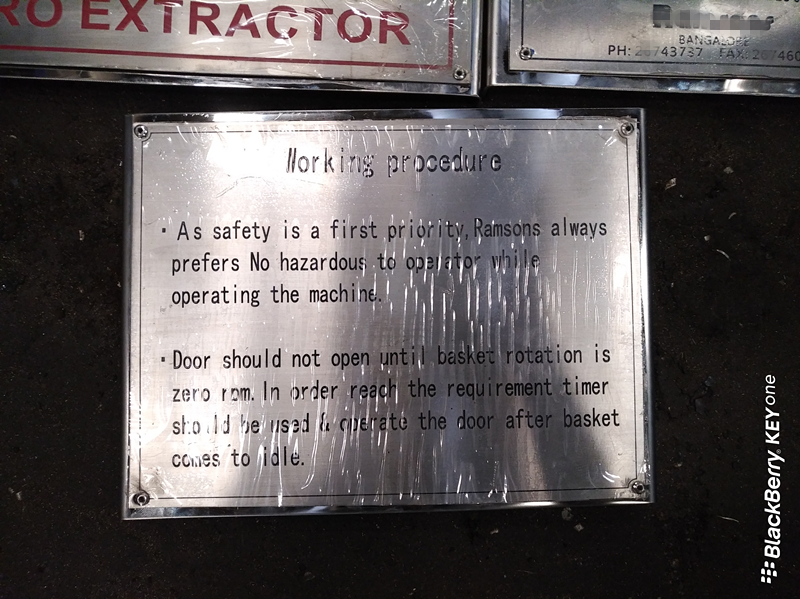 RO EXTRACTOR
BANGALORE
PH: 26743737 FAX: 267460
Working procedure
· As safety is a first priority, Ramsons always
prefers No hazardous to operator while
operating the machine.
· Door should not open until basket rotation is
zero rpm. In order reach the requirement timer
should be used & operate the door after basket
comes to idle.
BlackBerry KEYone